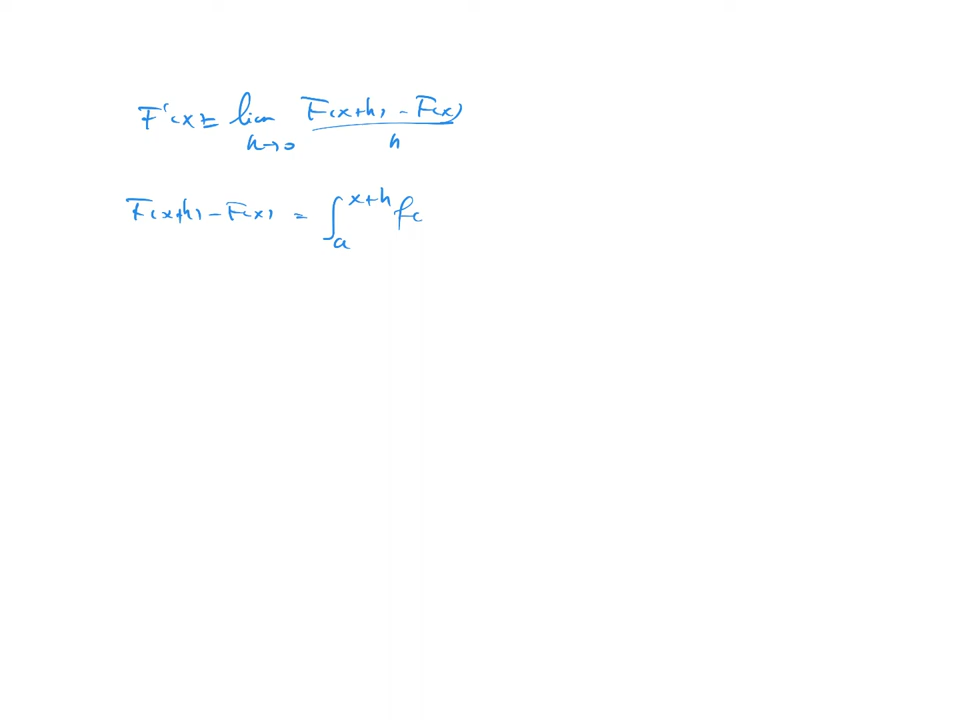 F'(x) = lim_{h→0} (F(x+h) - F(x)) / h
F(x+h) - F(x) = ∫_a^{x+h} f(